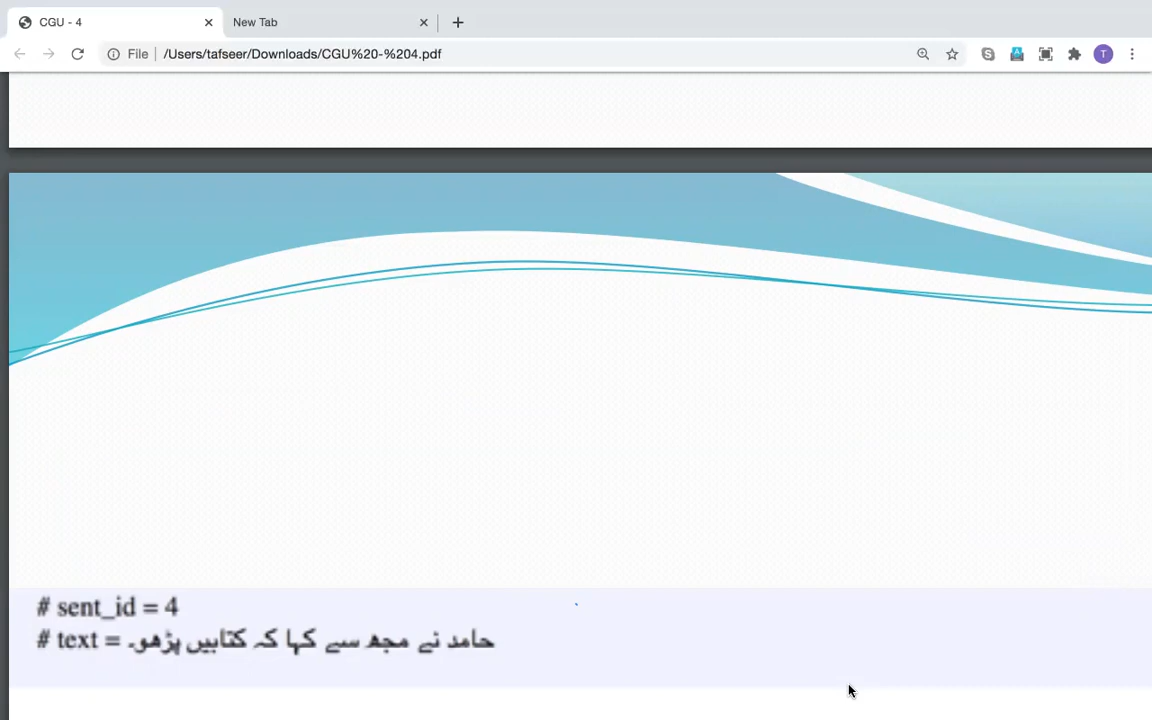 CGU - 4
New Tab
File
/Users/tafseer/Downloads/CGU%20-%204.pdf
T
# sent_id = 4
# text = حامد نے مجھ سے کہا کہ کتابیں پڑھو۔